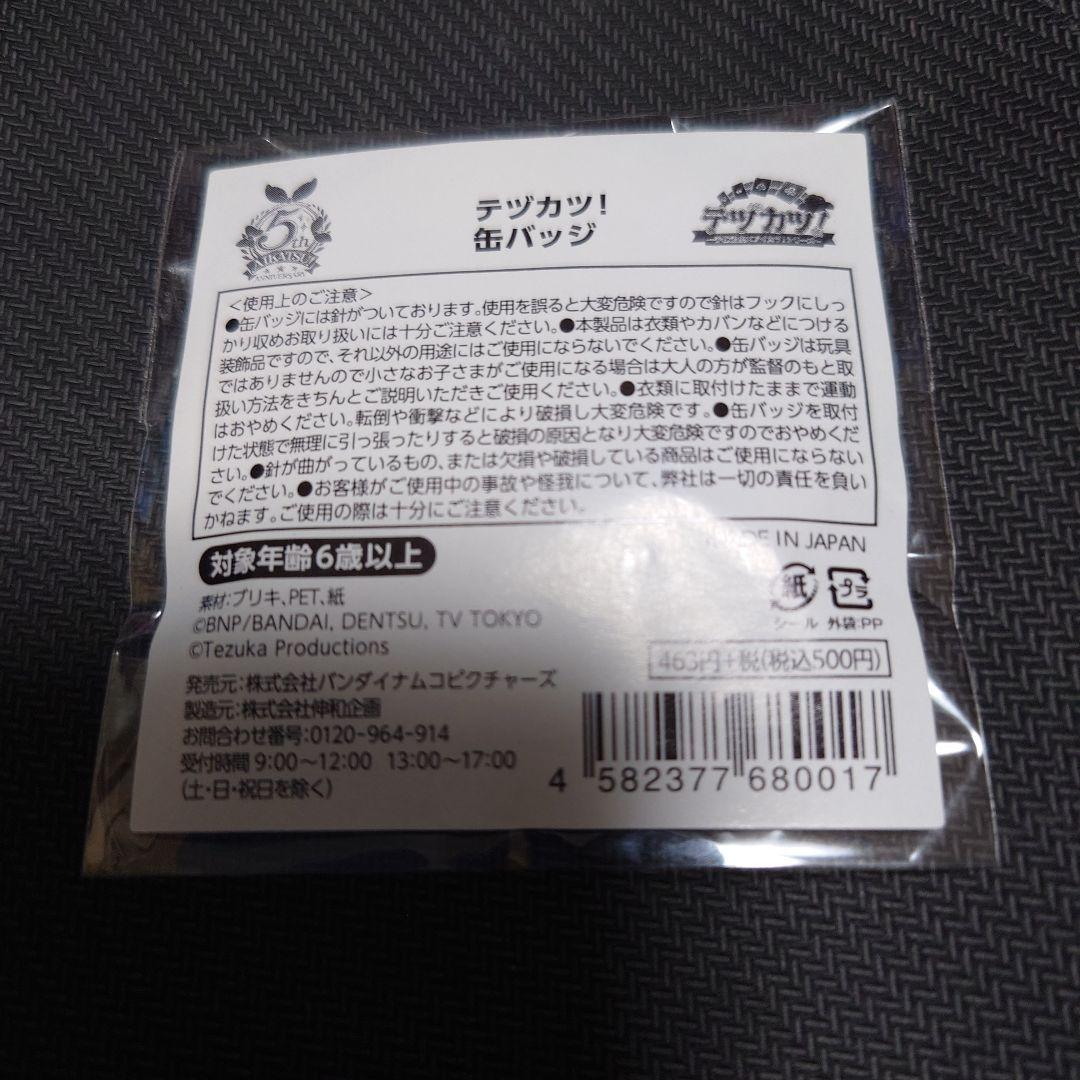 5th
AIKATSU!
ANNIVERSARY
テヅカツ!
缶バッジ
テヅカツ!
<使用上のご注意>
●缶バッジには針がついております。使用を誤ると大変危険ですので針はフックにしっ
かり収めお取り扱いには十分ご注意ください。●本製品は衣類やカバンなどにつける
装飾品ですので、それ以外の用途にはご使用にならないでください。●缶バッジは玩具
ではありませんので小さなお子さまがご使用になる場合は大人の方が監督のもと取
扱い方法をきちんとご説明いただきご使用ください。●衣類に取付けたままで運動
はおやめください。転倒や衝撃などにより破損し大変危険です。●缶バッジを取付
けた状態で無理に引っ張ったりすると破損の原因となり大変危険ですのでおやめくだ
さい。●針が曲がっているもの、または欠損や破損している商品はご使用にならない
でください。●お客様がご使用中の事故や怪我について、弊社は一切の責任を負い
かねます。ご使用の際は十分にご注意ください。
対象年齢6歳以上
MADE IN JAPAN
素材:ブリキ、PET、紙
©BNP/BANDAI, DENTSU, TV TOKYO
©Tezuka Productions
紙
プラ
シール 外袋:PP
463円+税(税込500円)
発売元:株式会社バンダイナムコピクチャーズ
製造元:株式会社伸和企画
お問合わせ番号:0120-964-914
受付時間 9:00~12:00 13:00~17:00
(土・日・祝日を除く)
4 582377 680017